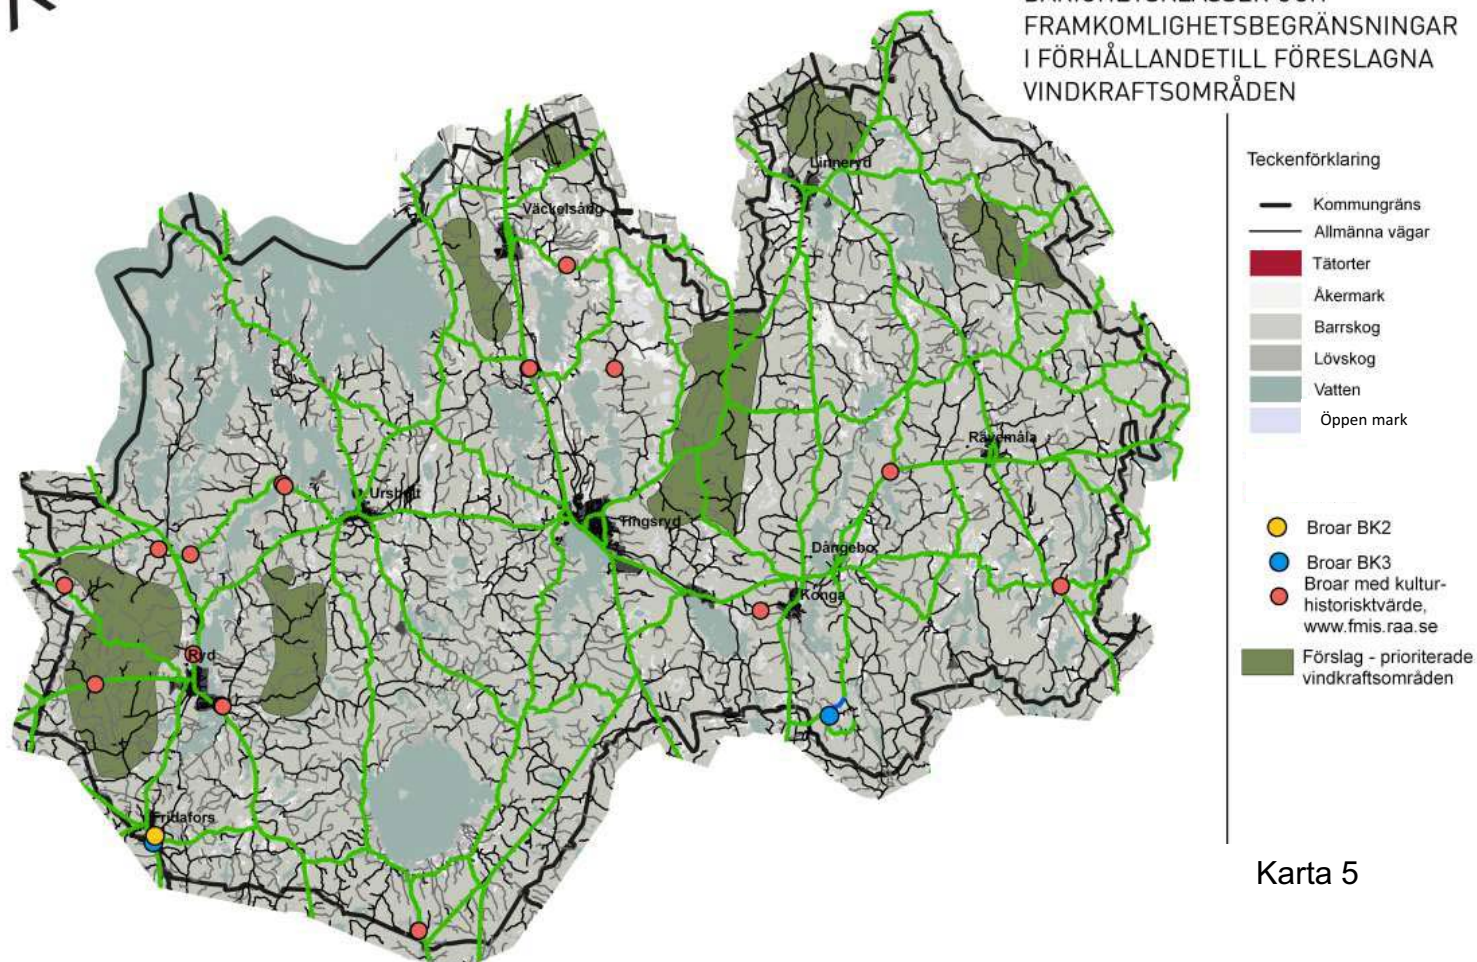 FRAMKOMLIGHETSBEGRÄNSNINGAR
I FÖRHÅLLANDETILL FÖRESLAGNA
VINDKRAFTSOMRÅDEN
Teckenförklaring
Kommungräns
Allmänna vägar
Tätorter
Åkermark
Barrskog
Lövskog
Vatten
Öppen mark
Broar BK2
Broar BK3
Broar med kultur-
historisktvärde,
www.fmis.raa.se
Förslag - prioriterade
vindkraftsområden
Karta 5
Linneryd
Väckelsång
Rävemåla
Urshult
Tingsryd
Dångebo
Konga
Ryd
Fridafors